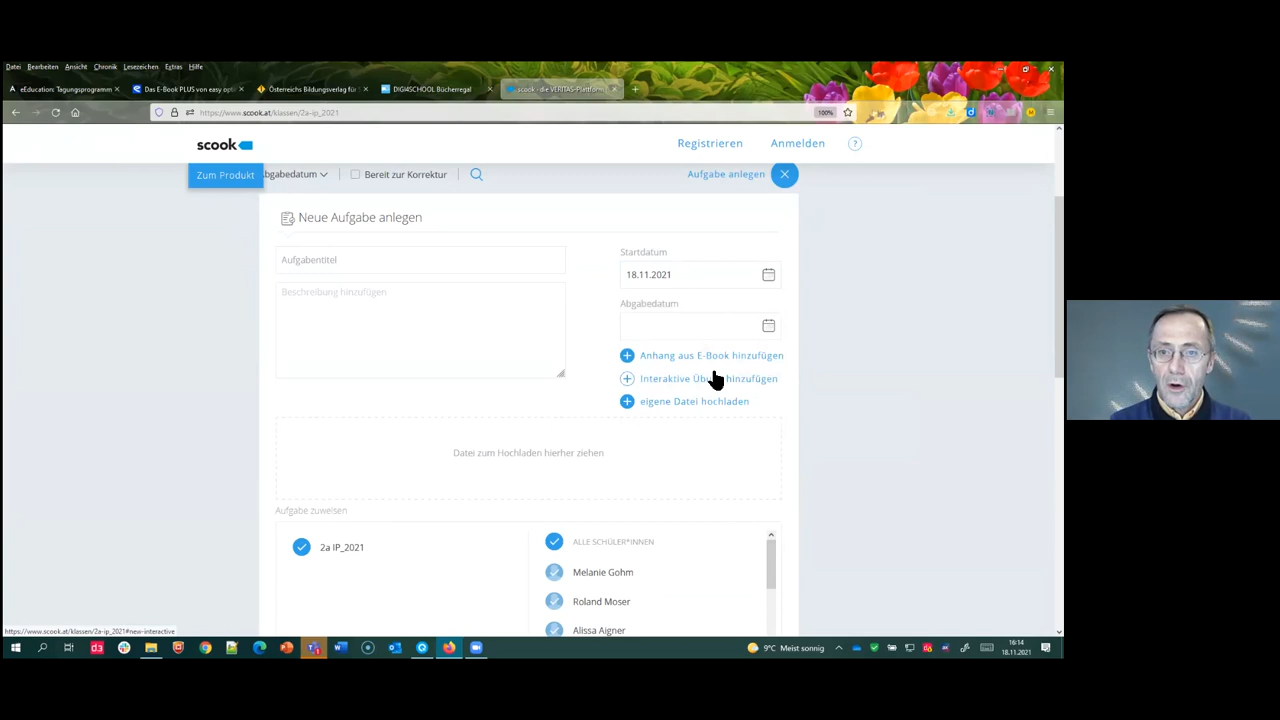 Datei Bearbeiten Ansicht Chronik Lesezeichen Extras Hilfe
eEducation: Tagungsprogramm
Das E-Book PLUS von easy opt
Österreichs Bildungsverlag für
DIGI4SCHOOL Bücherregal
scook - die VERITAS-Plattform
https://www.scook.at/klassen/2a-ip_2021
100%
scook
Registrieren
Anmelden
?
Zum Produkt
bgabedatum
Bereit zur Korrektur
Aufgabe anlegen
Neue Aufgabe anlegen
Aufgabentitel
Beschreibung hinzufügen
Startdatum
18.11.2021
Abgabedatum
Anhang aus E-Book hinzufügen
Interaktive Üb hinzufügen
eigene Datei hochladen
Datei zum Hochladen hierher ziehen
Aufgabe zuweisen
2a IP_2021
ALLE SCHÜLER*INNEN
Melanie Gohm
Roland Moser
Alissa Aigner
https://www.scook.at/klassen/2a-ip_2021#new-interactive
9°C Meist sonnig
16:14
18.11.2021